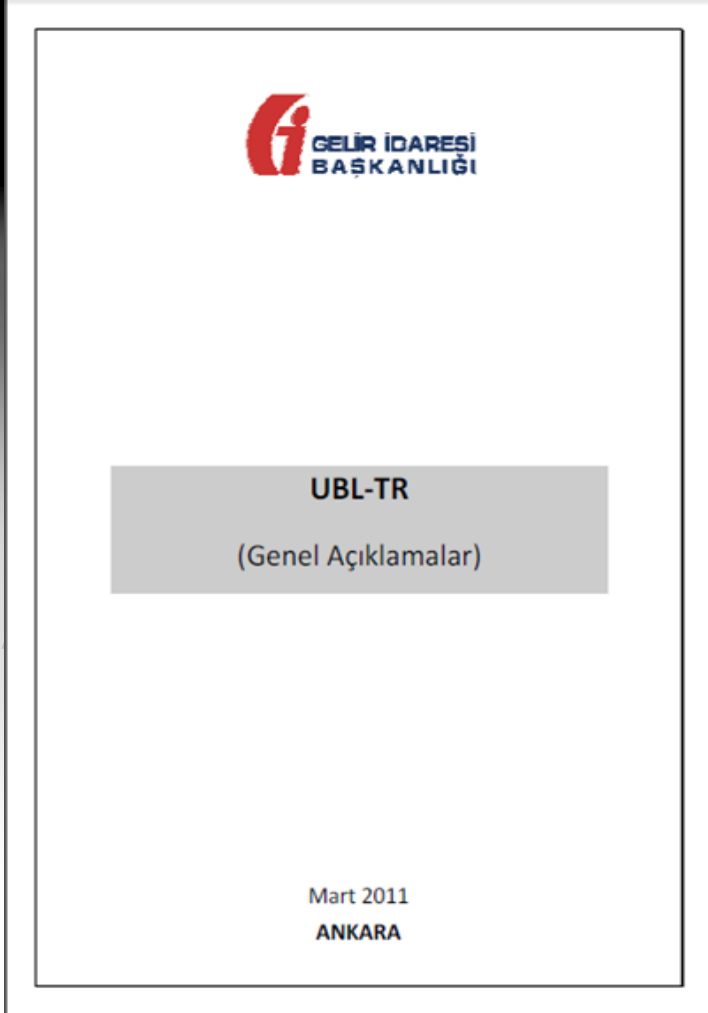 GELİR İDARESİ
BAŞKANLIĞI
UBL-TR
(Genel Açıklamalar)
Mart 2011
ANKARA